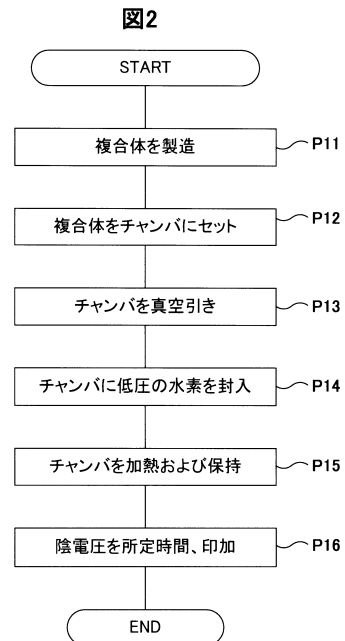 図2
START
複合体を製造
P11
複合体をチャンバにセット
P12
チャンバを真空引き
P13
チャンバに低圧の水素を封入
P14
チャンバを加熱および保持
P15
陰電圧を所定時間、印加
P16
END